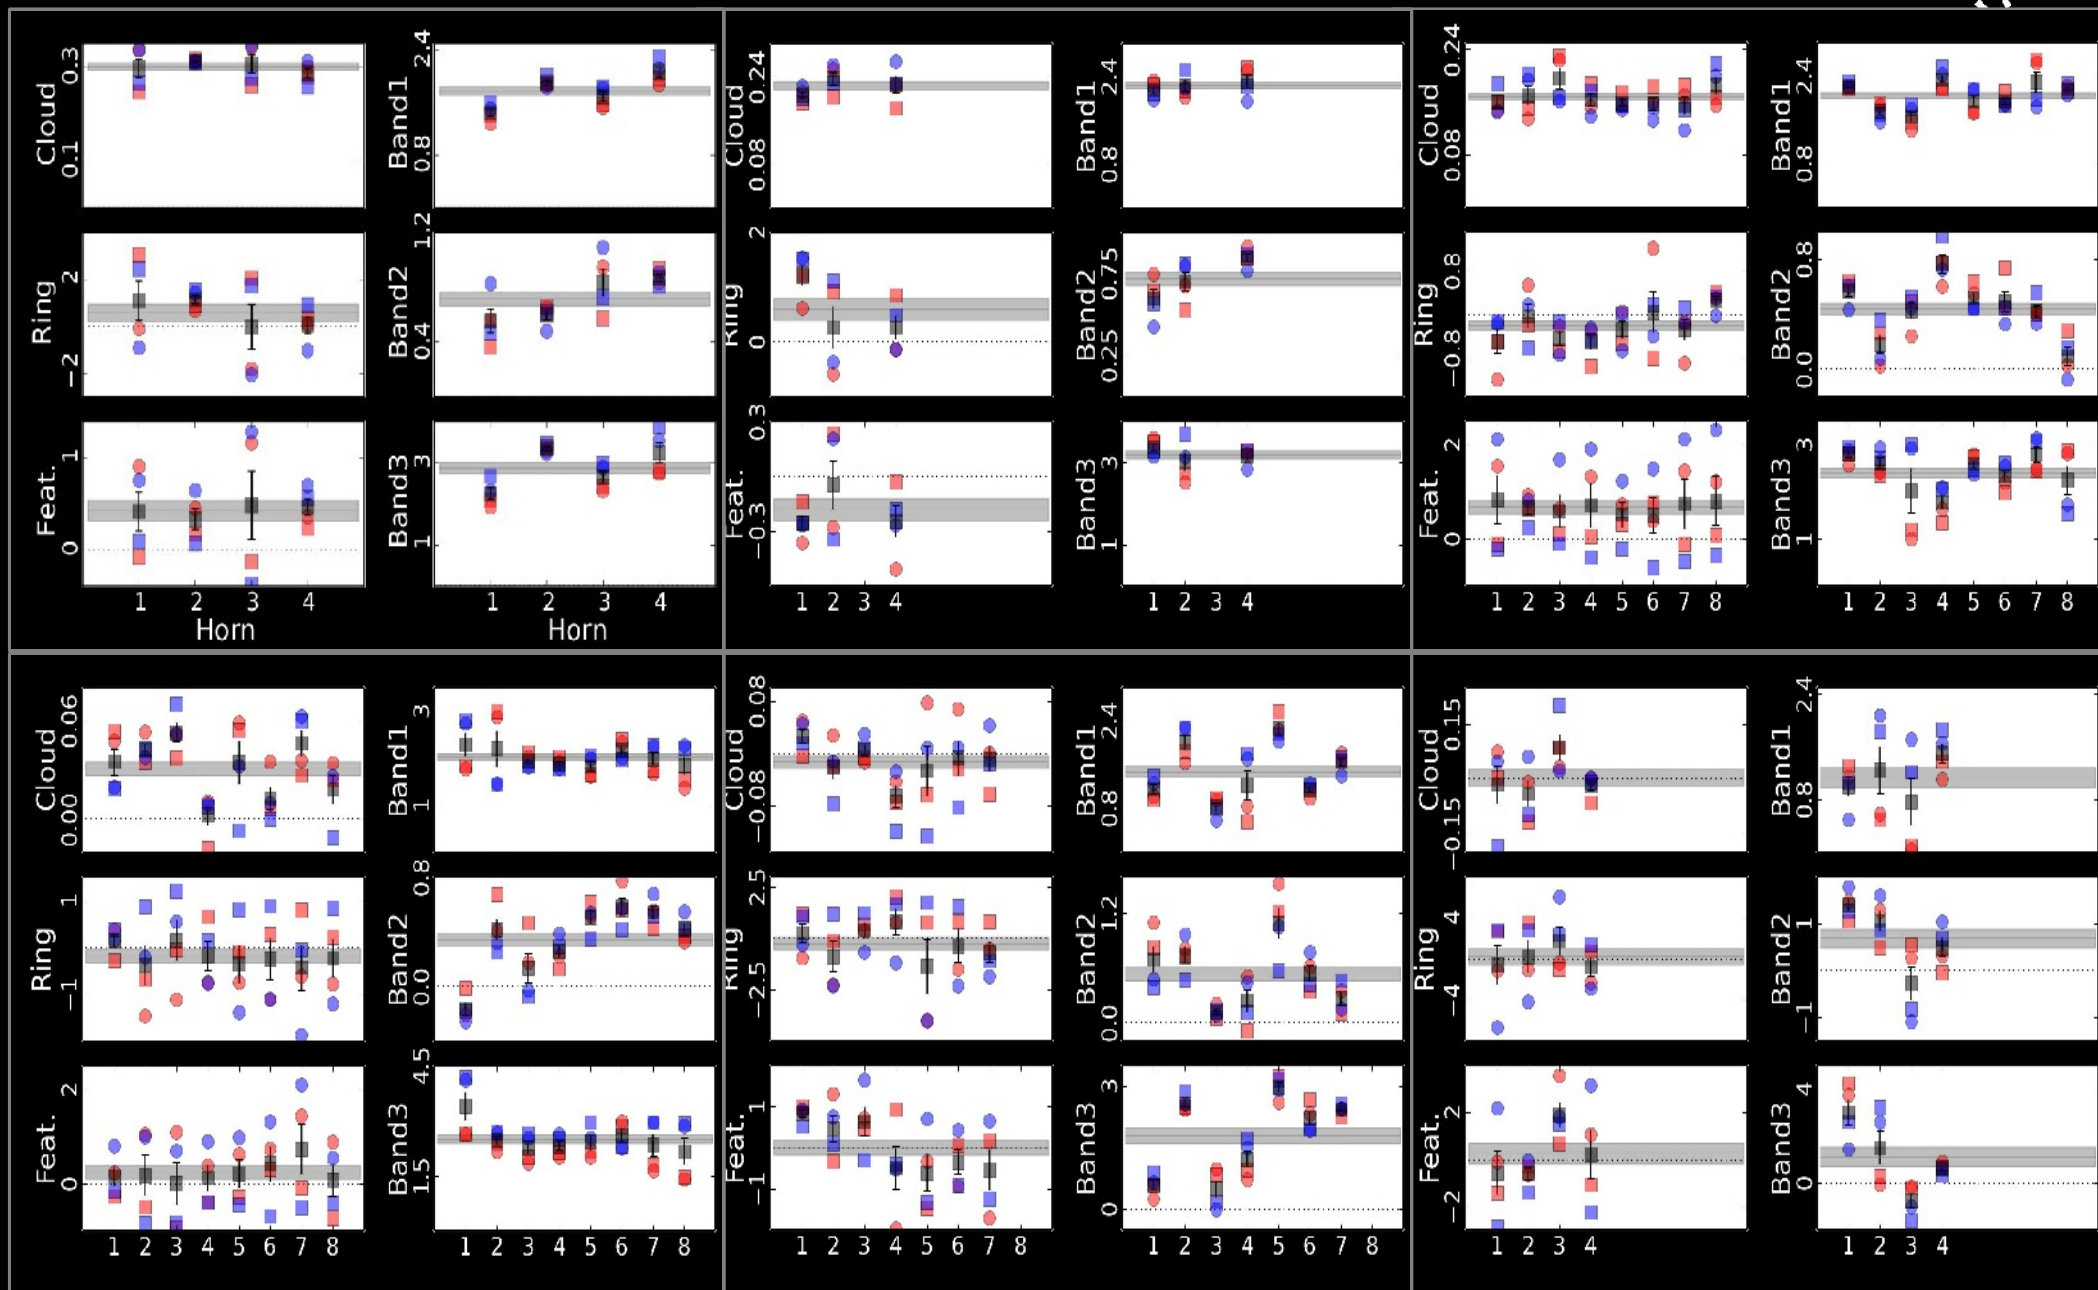 Cloud 0.3 0.1
Band1 2.4 0.8
Ring 2 −2
Band2 1.2 0.4
Feat. 1 0
Band3 3 1
1 2 3 4
1 2 3 4
Horn
Horn
Cloud 0.24 0.08
Band1 2.4 0.8
Ring 2 0
Band2 0.75 0.25
Feat. 0.3 −0.3
Band3 3 1
1 2 3 4
1 2 3 4
Cloud 0.24 0.08
Band1 2.4 0.8
Ring 0.8 −0.8
Band2 0.8 0.0
Feat. 2 0
Band3 3 1
1 2 3 4 5 6 7 8
1 2 3 4 5 6 7 8
Cloud 0.06 0.00
Band1 3 1
Ring 1 −1
Band2 0.8 0.0
Feat. 2 0
Band3 4.5 1.5
1 2 3 4 5 6 7 8
1 2 3 4 5 6 7 8
Cloud 0.08 −0.08
Band1 2.4 0.8
Ring 2.5 −2.5
Band2 1.2 0.0
Feat. 1 −1
Band3 3 0
1 2 3 4 5 6 7 8
1 2 3 4 5 6 7 8
Cloud 0.15 −0.15
Band1 2.4 0.8
Ring 4 −4
Band2 1 −1
Feat. 2 −2
Band3 4 0
1 2 3 4
1 2 3 4